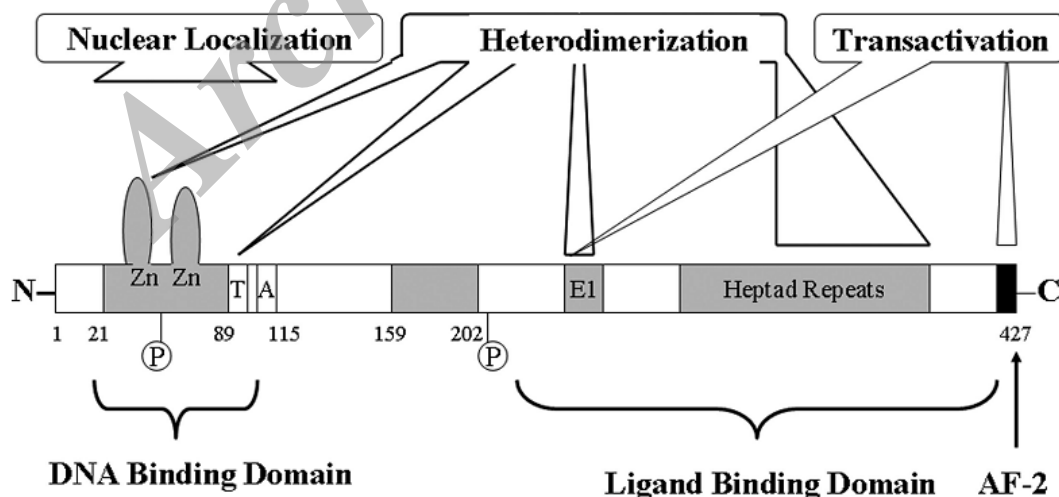 Nuclear Localization
Heterodimerization
Transactivation
Arc
Zn
Zn
N
T
A
E1
Heptad Repeats
C
1
21
89
115
159
202
427
P
P
DNA Binding Domain
Ligand Binding Domain
AF-2